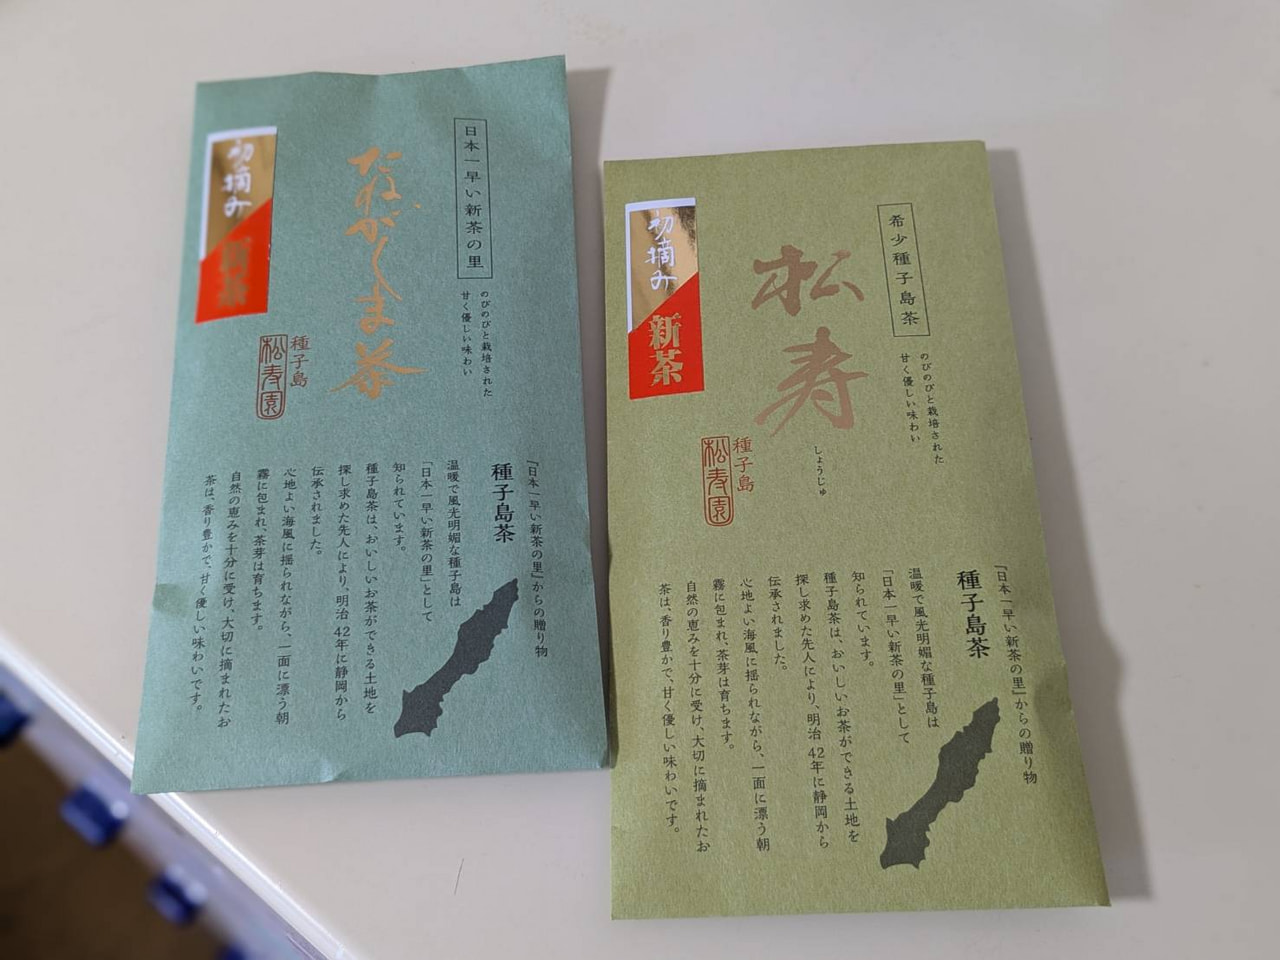 日本一早い新茶の里
のびのびと栽培された
甘く優しい味わい
たねがしま茶
初摘み
新茶
種子島
松寿園
『日本一早い新茶の里』からの贈り物
種子島茶
温暖で風光明媚な種子島は
「日本一早い新茶の里」として
知られています。
種子島茶は、おいしいお茶ができる土地を
探し求めた先人により、明治42年に静岡から
伝承されました。
心地よい海風に揺られながら、一面に漂う朝
霧に包まれ、茶芽は育ちます。
自然の恵みを十分に受け、大切に摘まれたお
茶は、香り豊かで、甘く優しい味わいです。
希少種子島茶
のびのびと栽培された
甘く優しい味わい
松寿
しょうじゅ
初摘み
新茶
種子島
松寿園
『日本一早い新茶の里』からの贈り物
種子島茶
温暖で風光明媚な種子島は
「日本一早い新茶の里」として
知られています。
種子島茶は、おいしいお茶ができる土地を
探し求めた先人により、明治42年に静岡から
伝承されました。
心地よい海風に揺られながら、一面に漂う朝
霧に包まれ、茶芽は育ちます。
自然の恵みを十分に受け、大切に摘まれたお
茶は、香り豊かで、甘く優しい味わいです。